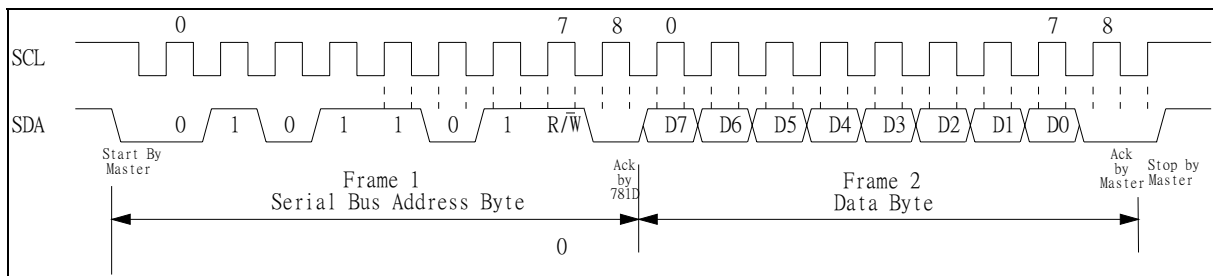 0 7 8 0 7 8
SCL
SDA 0 1 0 1 1 0 1 R/W̅ D7 D6 D5 D4 D3 D2 D1 D0
Start By
Master
Frame 1
Serial Bus Address Byte
Ack
by
781D
Frame 2
Data Byte
Ack
by
Master
Stop by
Master
0